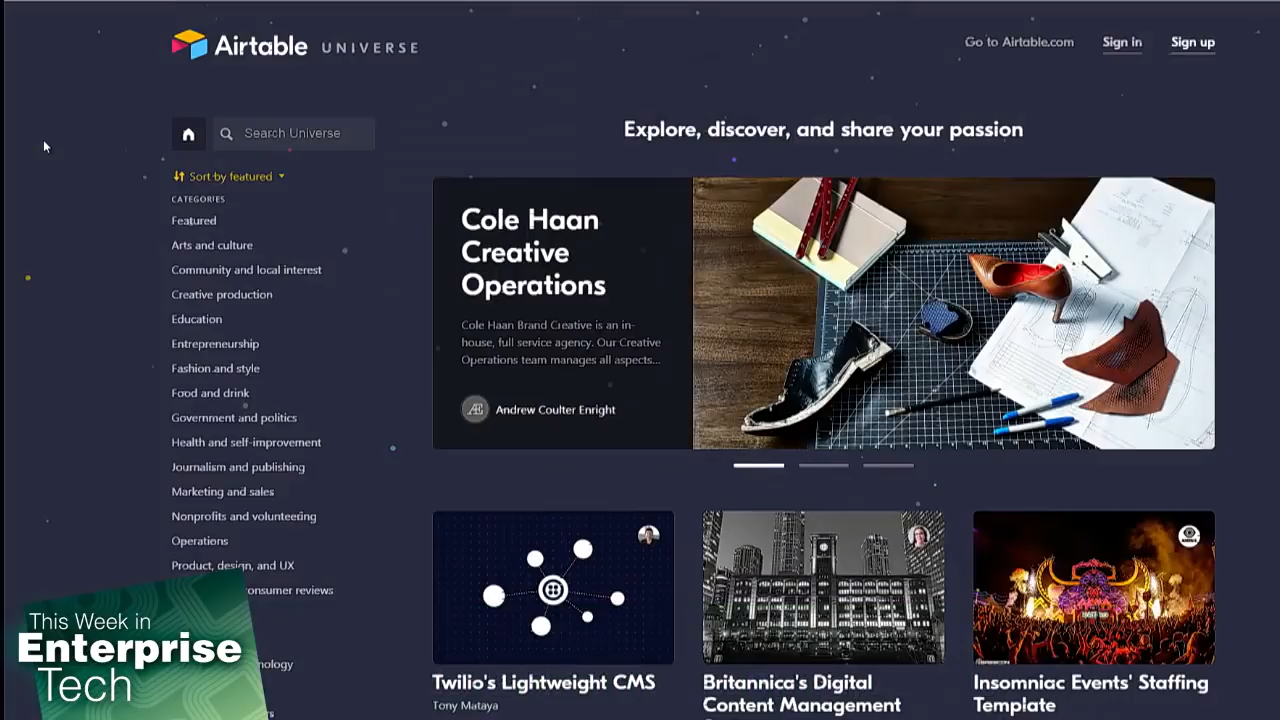 Airtable UNIVERSE
Go to Airtable.com
Sign in
Sign up
Search Universe
Explore, discover, and share your passion
Sort by featured
CATEGORIES
Featured
Arts and culture
Community and local interest
Creative production
Education
Entrepreneurship
Fashion and style
Food and drink
Government and politics
Health and self-improvement
Journalism and publishing
Marketing and sales
Nonprofits and volunteering
Operations
Product, design, and UX
onsumer reviews
Cole Haan
Creative
Operations
Cole Haan Brand Creative is an in-
house, full service agency. Our Creative
Operations team manages all aspects...
Andrew Coulter Enright
Twilio's Lightweight CMS
Tony Mataya
Britannica's Digital
Content Management
Insomniac Events' Staffing
Template
This Week in
Enterprise
Tech